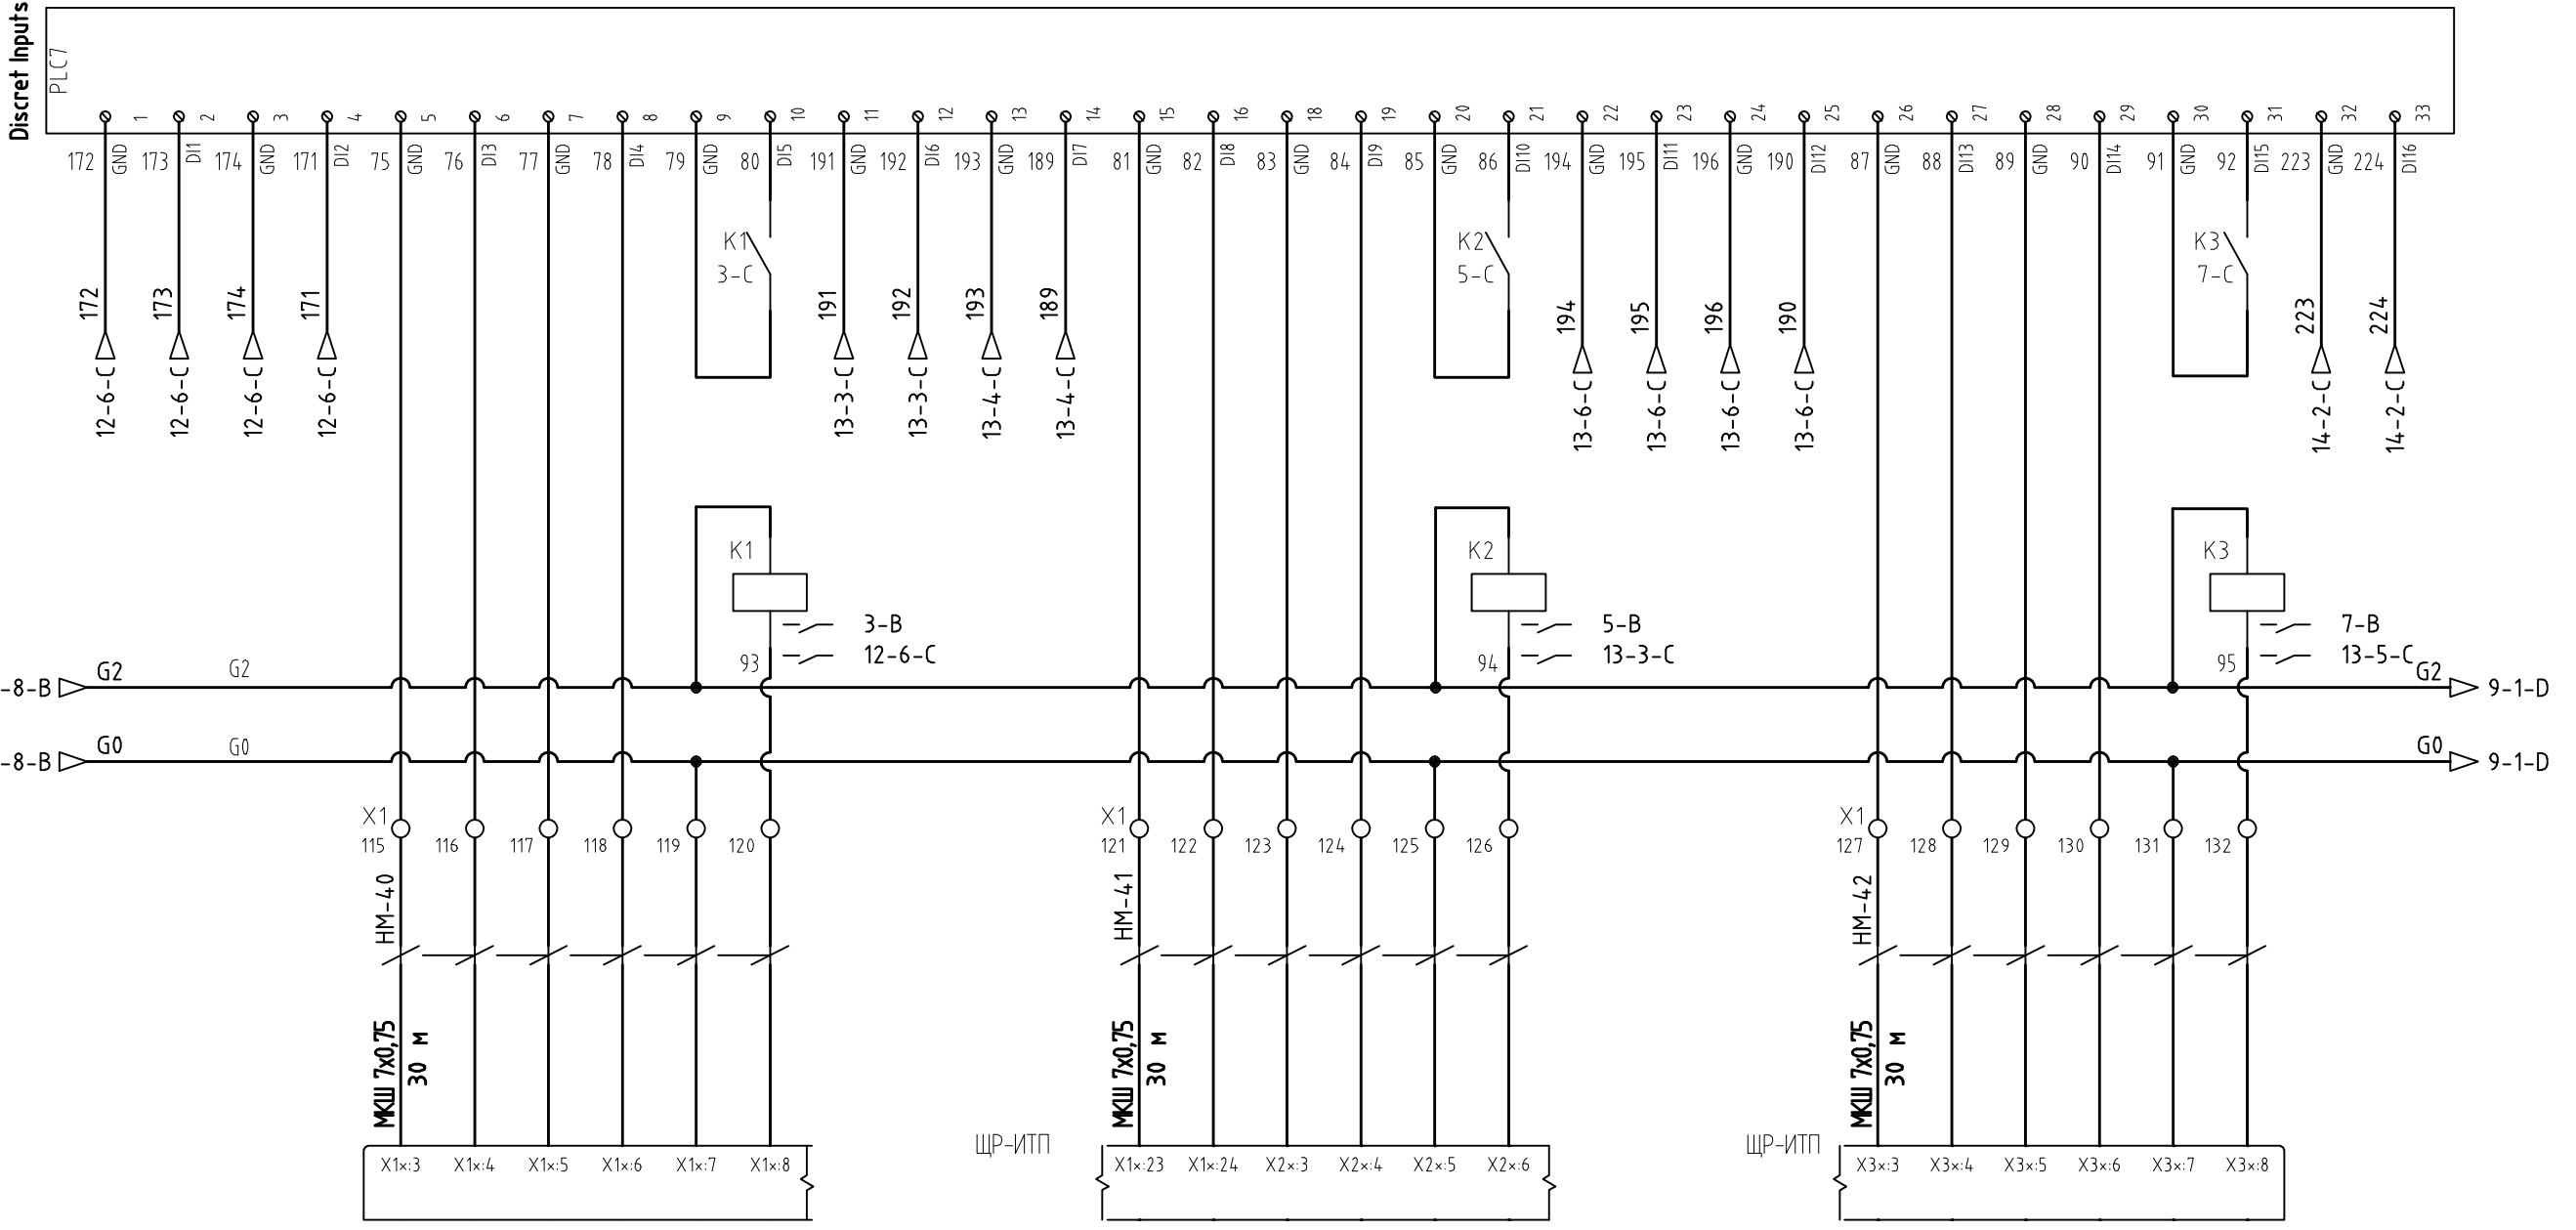 Discret Inputs
PLC7
1 2 3 4 5 6 7 8 9 10 11 12 13 14 15 16 18 19 20 21 22 23 24 25 26 27 28 29 30 31 32 33
172 GND 173 DI1 174 GND 171 DI2 75 GND 76 DI3 77 GND 78 DI4 79 GND 80 DI5 191 GND 192 DI6 193 GND 189 DI7 81 GND 82 DI8 83 GND 84 DI9 85 GND 86 DI10 194 GND 195 DI11 196 GND 190 DI12 87 GND 88 DI13 89 GND 90 DI14 91 GND 92 DI15 223 GND 224 DI16
K1 K2 K3
3-C 5-C 7-C
172 173 174 171 191 192 193 189 194 195 196 190 223 224
12-6-C 12-6-C 12-6-C 12-6-C 13-3-C 13-3-C 13-4-C 13-4-C 13-6-C 13-6-C 13-6-C 13-6-C 14-2-C 14-2-C
K1 K2 K3
3-B 5-B 7-B
93 12-6-C 94 13-3-C 95 13-5-C
-8-B G2 G2 G2 9-1-D
-8-B G0 G0 G0 9-1-D
X1 X1 X1
115 116 117 118 119 120 121 122 123 124 125 126 127 128 129 130 131 132
НМ-40 НМ-41 НМ-42
МКШ 7x0,75 МКШ 7x0,75 МКШ 7x0,75
30 м 30 м 30 м
ЩР-ИТП ЩР-ИТП
X1×:3 X1×:4 X1×:5 X1×:6 X1×:7 X1×:8 X1×:23 X1×:24 X2×:3 X2×:4 X2×:5 X2×:6 X3×:3 X3×:4 X3×:5 X3×:6 X3×:7 X3×:8